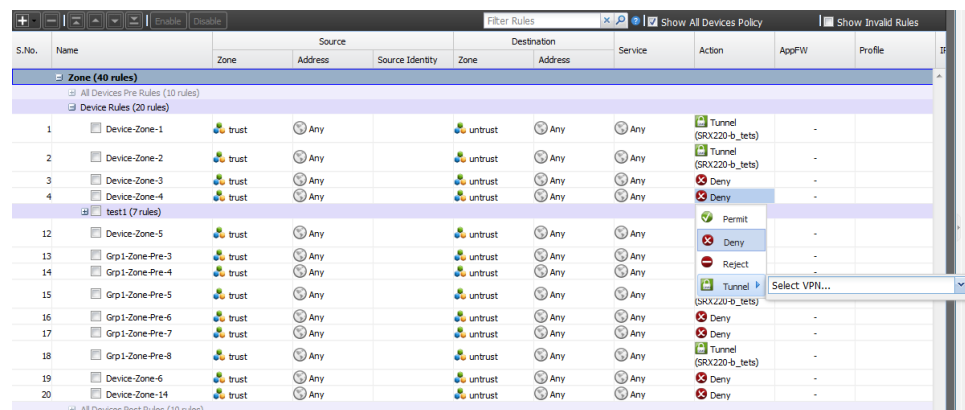 Enable Disable Filter Rules Show All Devices Policy Show Invalid Rules
S.No. Name Source Destination Service Action AppFW Profile
Zone Address Source Identity Zone Address
Zone (40 rules)
All Devices Pre Rules (10 rules)
Device Rules (20 rules)
1 Device-Zone-1 trust Any untrust Any Any Tunnel (SRX220-b_tets) -
2 Device-Zone-2 trust Any untrust Any Any Tunnel (SRX220-b_tets) -
3 Device-Zone-3 trust Any untrust Any Any Deny -
4 Device-Zone-4 trust Any untrust Any Any Deny -
test1 (7 rules)
12 Device-Zone-5 trust Any untrust Any Any -
Permit
13 Grp1-Zone-Pre-3 trust Any untrust Any Any -
Deny
14 Grp1-Zone-Pre-4 trust Any untrust Any Any -
Reject
15 Grp1-Zone-Pre-5 trust Any untrust Any Any
Tunnel Select VPN...
(SRX220-b_tets)
16 Grp1-Zone-Pre-6 trust Any untrust Any Any Deny -
17 Grp1-Zone-Pre-7 trust Any untrust Any Any Deny -
18 Grp1-Zone-Pre-8 trust Any untrust Any Any Tunnel (SRX220-b_tets) -
19 Device-Zone-6 trust Any untrust Any Any Deny -
20 Device-Zone-14 trust Any untrust Any Any Deny -
All Devices Post Rules (10 rules)